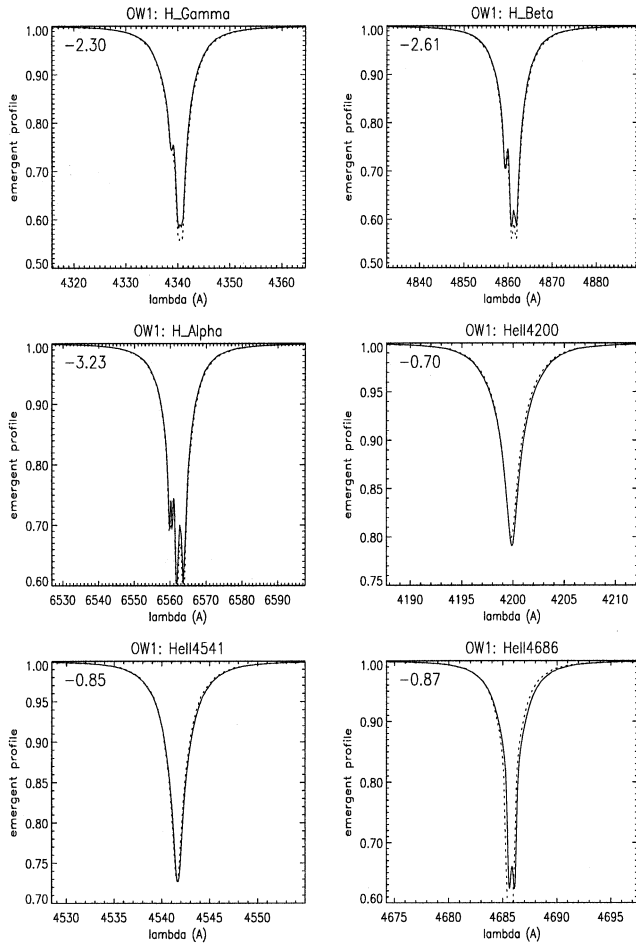 OW1: H_Gamma
OW1: H_Beta
1.00
-2.30
0.90
0.80
0.70
0.60
0.50
emergent profile
4320 4330 4340 4350 4360
lambda (A)
1.00
-2.61
0.90
0.80
0.70
0.60
0.50
emergent profile
4840 4850 4860 4870 4880
lambda (A)
OW1: H_Alpha
OW1: HeII4200
1.00
-3.23
0.90
0.80
0.70
0.60
emergent profile
6530 6540 6550 6560 6570 6580 6590
lambda (A)
1.00
-0.70
0.95
0.90
0.85
0.80
0.75
emergent profile
4190 4195 4200 4205 4210
lambda (A)
OW1: HeII4541
OW1: HeII4686
1.00
-0.85
0.95
0.90
0.85
0.80
0.75
0.70
emergent profile
4530 4535 4540 4545 4550
lambda (A)
1.00
-0.87
0.90
0.80
0.70
0.60
emergent profile
4675 4680 4685 4690 4695
lambda (A)